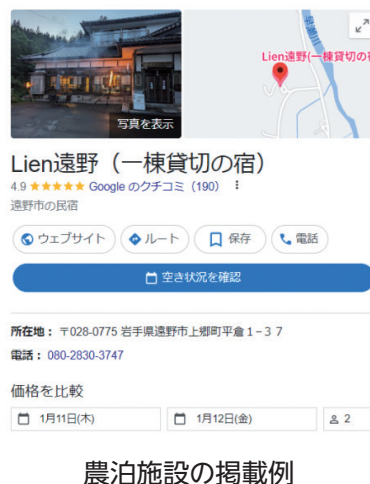 写真を表示
早瀬川
Lien遠野(一棟貸切の宿
Lien遠野（一棟貸切の宿）
4.9 ★★★★★ Google のクチコミ（190）
遠野市の民宿
ウェブサイト ルート 保存 電話
空き状況を確認
所在地： 〒028-0775 岩手県遠野市上郷町平倉１−３７
電話： 080-2830-3747
価格を比較
1月11日(木) 1月12日(金) 2
農泊施設の掲載例